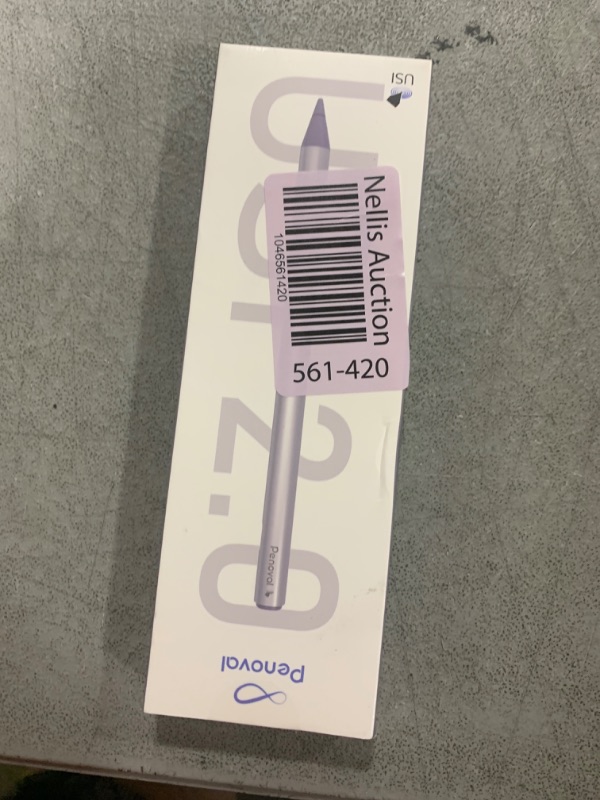 USI
USI 2.0
Nellis Auction
1046561420
561-420
Penoval
Penoval